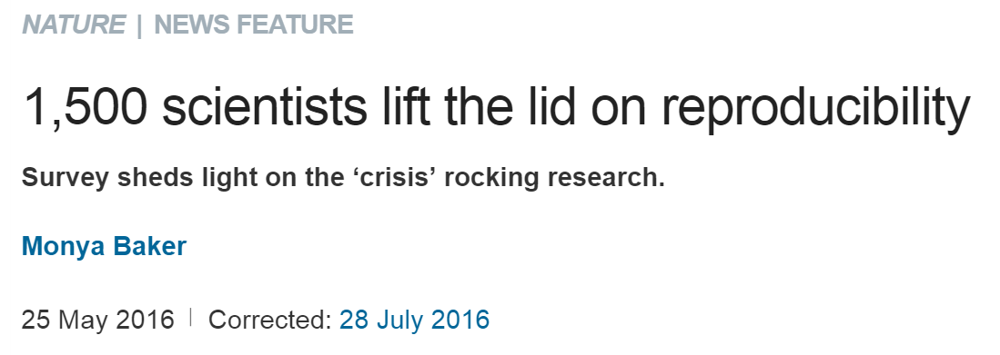 NATURE | NEWS FEATURE
1,500 scientists lift the lid on reproducibility
Survey sheds light on the ‘crisis’ rocking research.
Monya Baker
25 May 2016 | Corrected: 28 July 2016